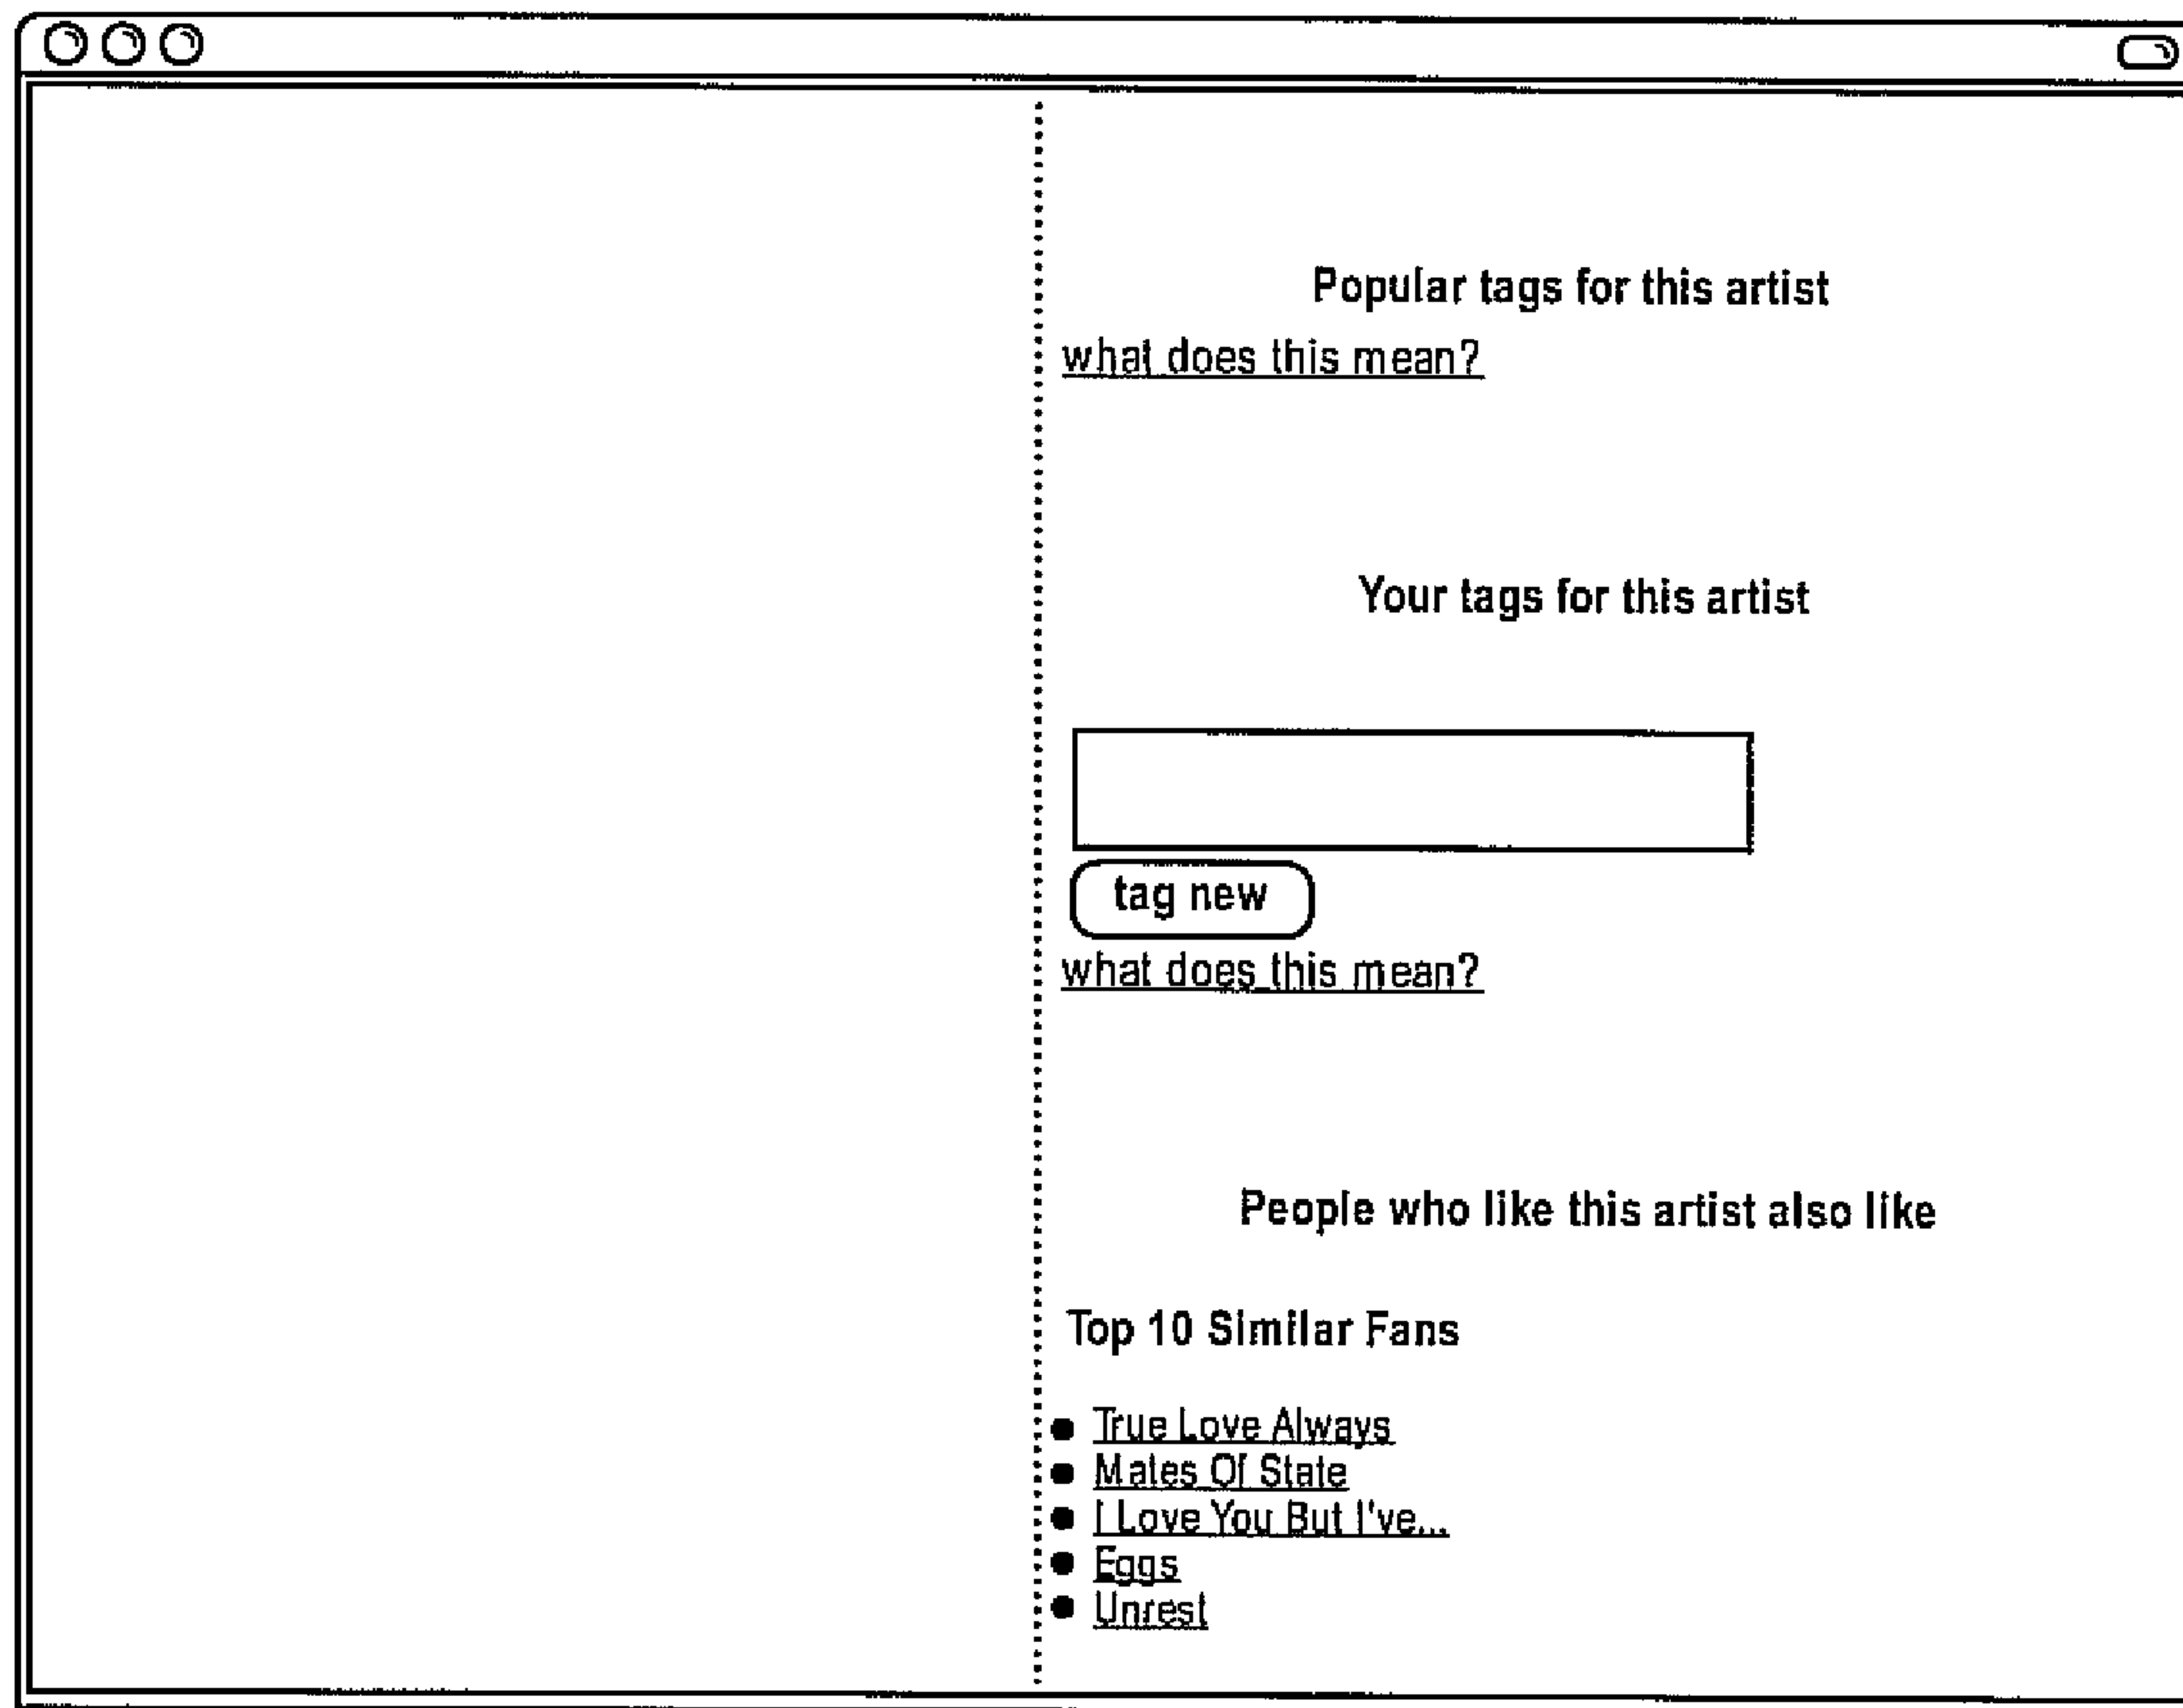 Popular tags for this artist
what does this mean?
Your tags for this artist
tag new
what does this mean?
People who like this artist also like
Top 10 Similar Fans
True Love Always
Mates Of State
I Love You But I've...
Eggs
Unrest